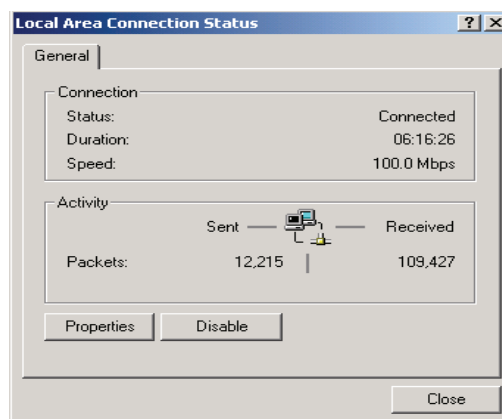 Local Area Connection Status ? X
General
Connection
Status: Connected
Duration: 06:16:26
Speed: 100.0 Mbps
Activity
Sent Received
Packets: 12,215 109,427
Properties Disable
Close